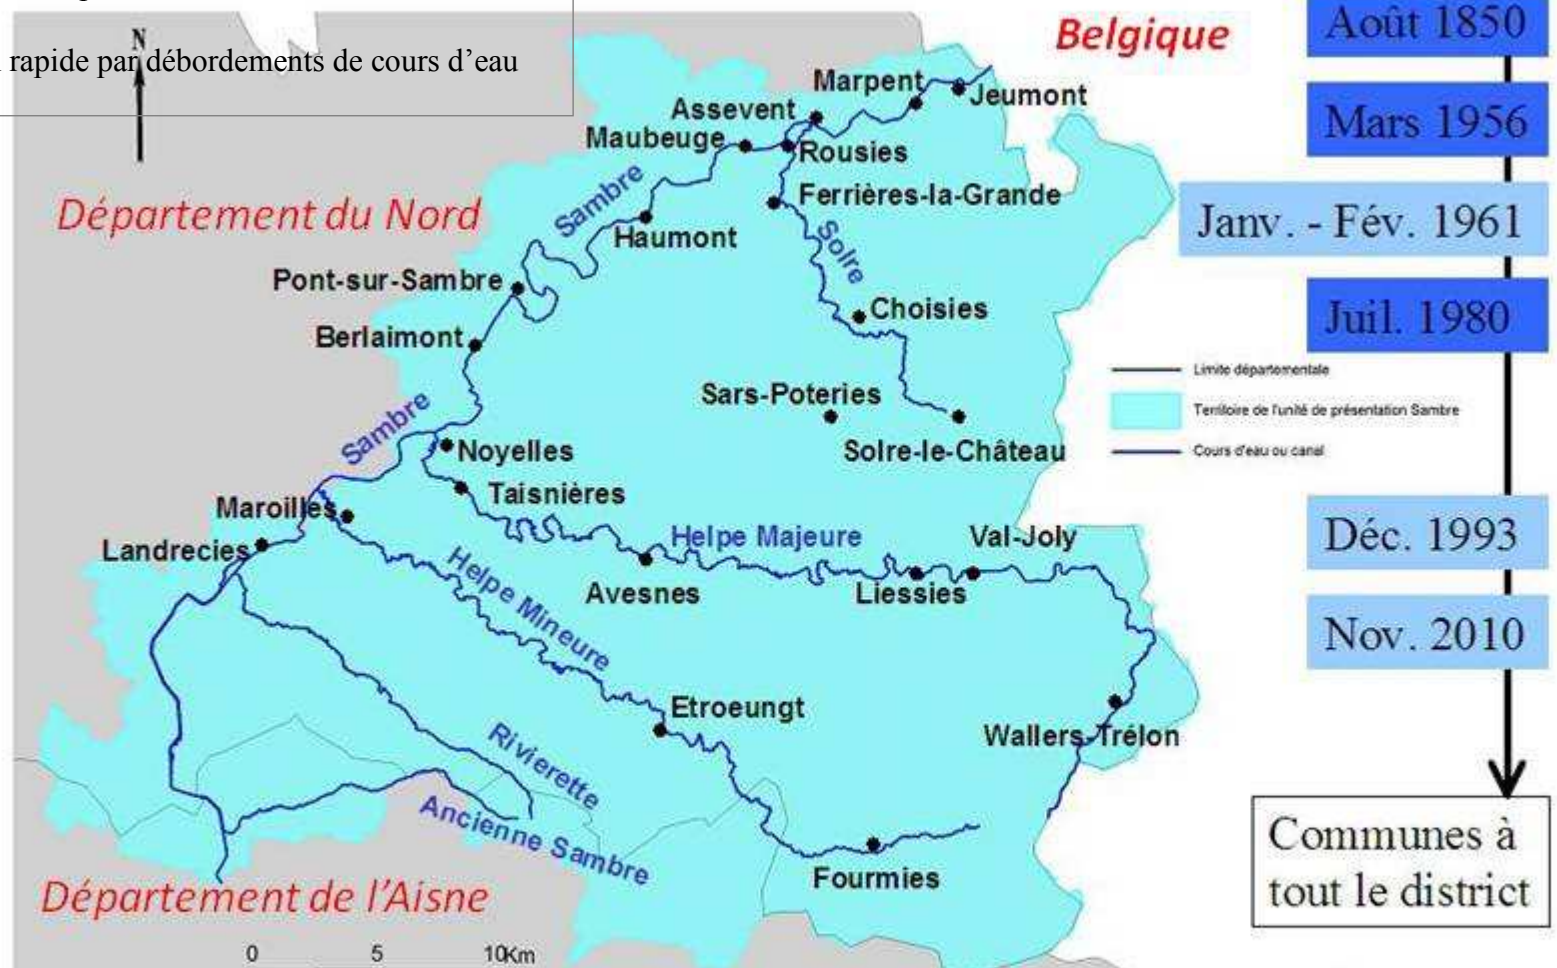 rapide par débordements de cours d'eau
N
Belgique
Août 1850
Marpent
Jeumont
Assevent
Maubeuge
Rousies
Mars 1956
Département du Nord
Sambre
Ferrières-la-Grande
Haumont
Solre
Janv. - Fév. 1961
Pont-sur-Sambre
Choisies
Berlaimont
Juil. 1980
Limite départementale
Sars-Poteries
Territoire de l'unité de présentation Sambre
Sambre
Noyelles
Solre-le-Château
Cours d'eau ou canal
Taisnières
Maroilles
Landrecies
Helpe Majeure
Val-Joly
Déc. 1993
Helpe Mineure
Avesnes
Liessies
Nov. 2010
Etroeungt
Wallers-Trélon
Rivierette
Ancienne Sambre
Fourmies
Communes à
tout le district
Département de l'Aisne
0 5 10Km